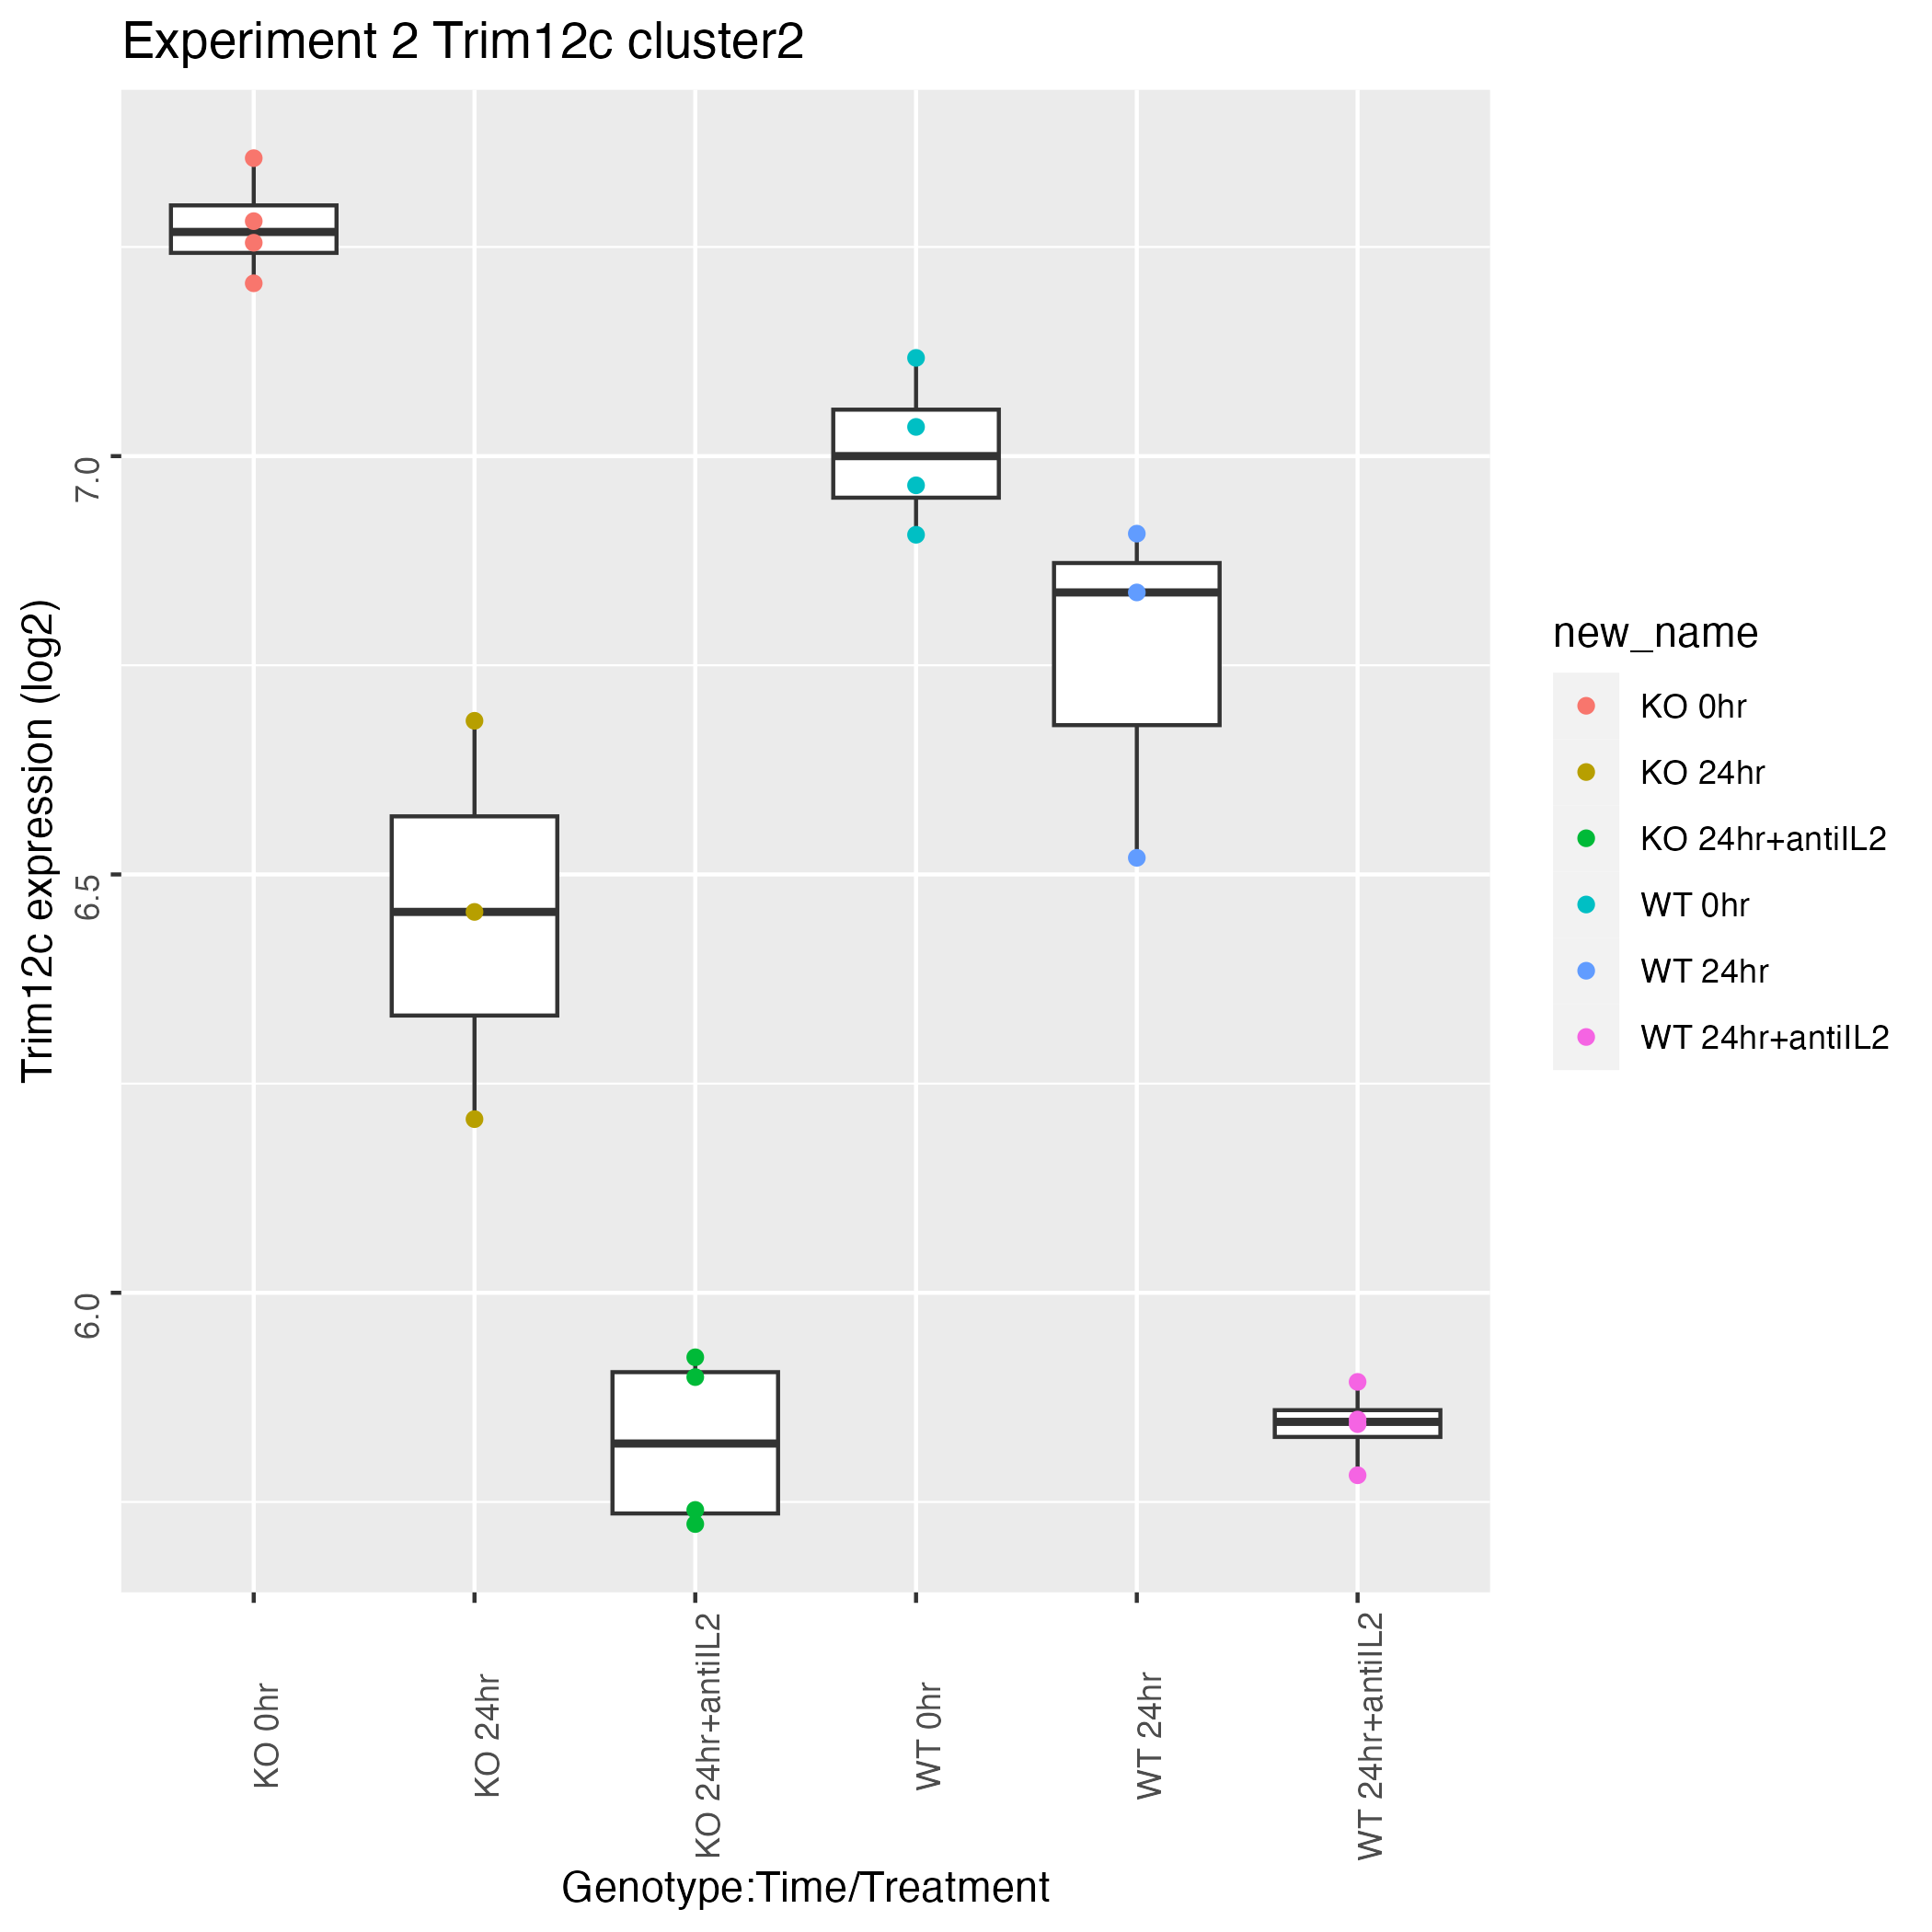 Experiment 2 Trim12c cluster2
Trim12c expression (log2)
7.0
6.5
6.0
KO 0hr
KO 24hr
KO 24hr+antiIL2
WT 0hr
WT 24hr
WT 24hr+antiIL2
Genotype:Time/Treatment
new_name
KO 0hr
KO 24hr
KO 24hr+antiIL2
WT 0hr
WT 24hr
WT 24hr+antiIL2